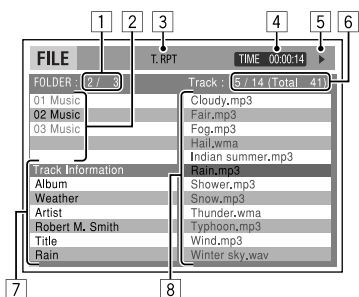 1 2 3 4 5 6
FILE T. RPT TIME 00:00:14
FOLDER : 2 / 3 Track : 5 / 14 (Total 41)
01 Music Cloudy.mp3
02 Music Fair.mp3
03 Music Fog.mp3
Hail.wma
Indian summer.mp3
Track Information Rain.mp3
Album Shower.mp3
Weather Snow.mp3
Artist Thunder.wma
Robert M. Smith Typhoon.mp3
Title Wind.mp3
Rain Winter sky.wav
7 8